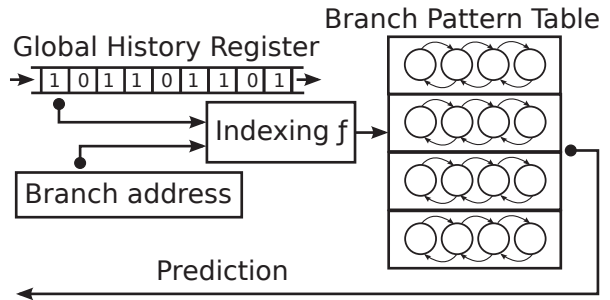 Branch Pattern Table
Global History Register
1 0 1 1 0 1 1 0 1
Indexing ƒ
Branch address
Prediction